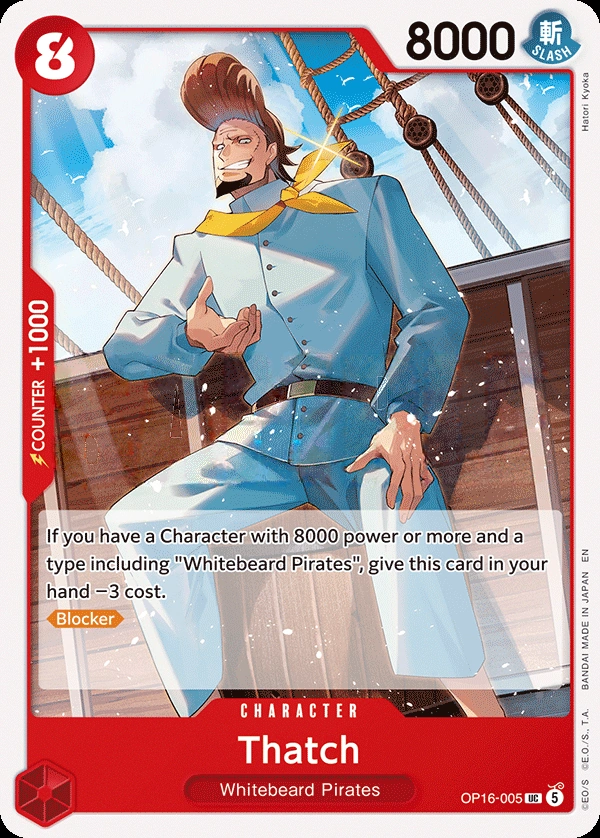 8
8000
斬
SLASH
Hatori Kyoka
COUNTER +1000
If you have a Character with 8000 power or more and a
type including "Whitebeard Pirates", give this card in your
hand −3 cost.
Blocker
CHARACTER
Thatch
Whitebeard Pirates
OP16-005 UC 5
©EO/S ©E.O./S., T.A. BANDAI MADE IN JAPAN EN